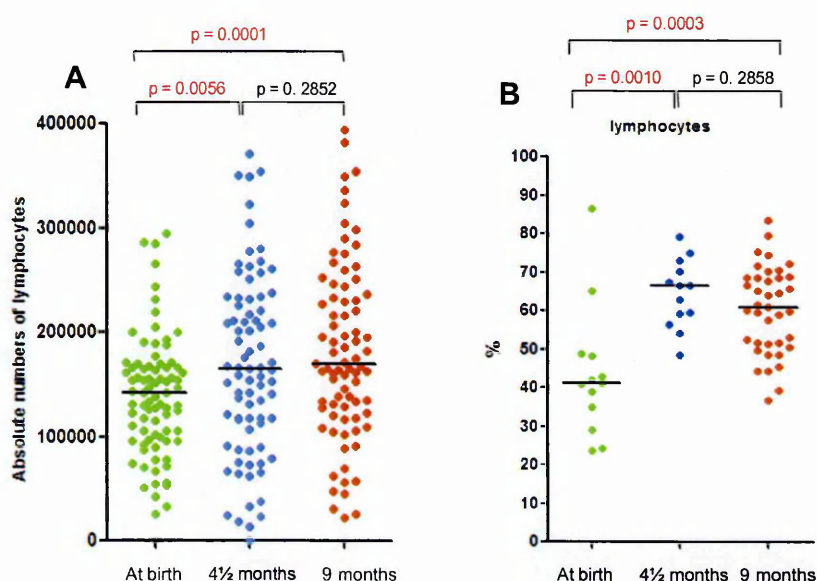 p = 0.0001
A
p = 0.0056
p = 0. 2852
Absolute numbers of lymphocytes
400000
300000
200000
100000
0
At birth
4½ months
9 months
p = 0.0003
B
p = 0.0010
p = 0. 2858
lymphocytes
%
100
90
80
70
60
50
40
30
20
10
0
At birth
4½ months
9 months